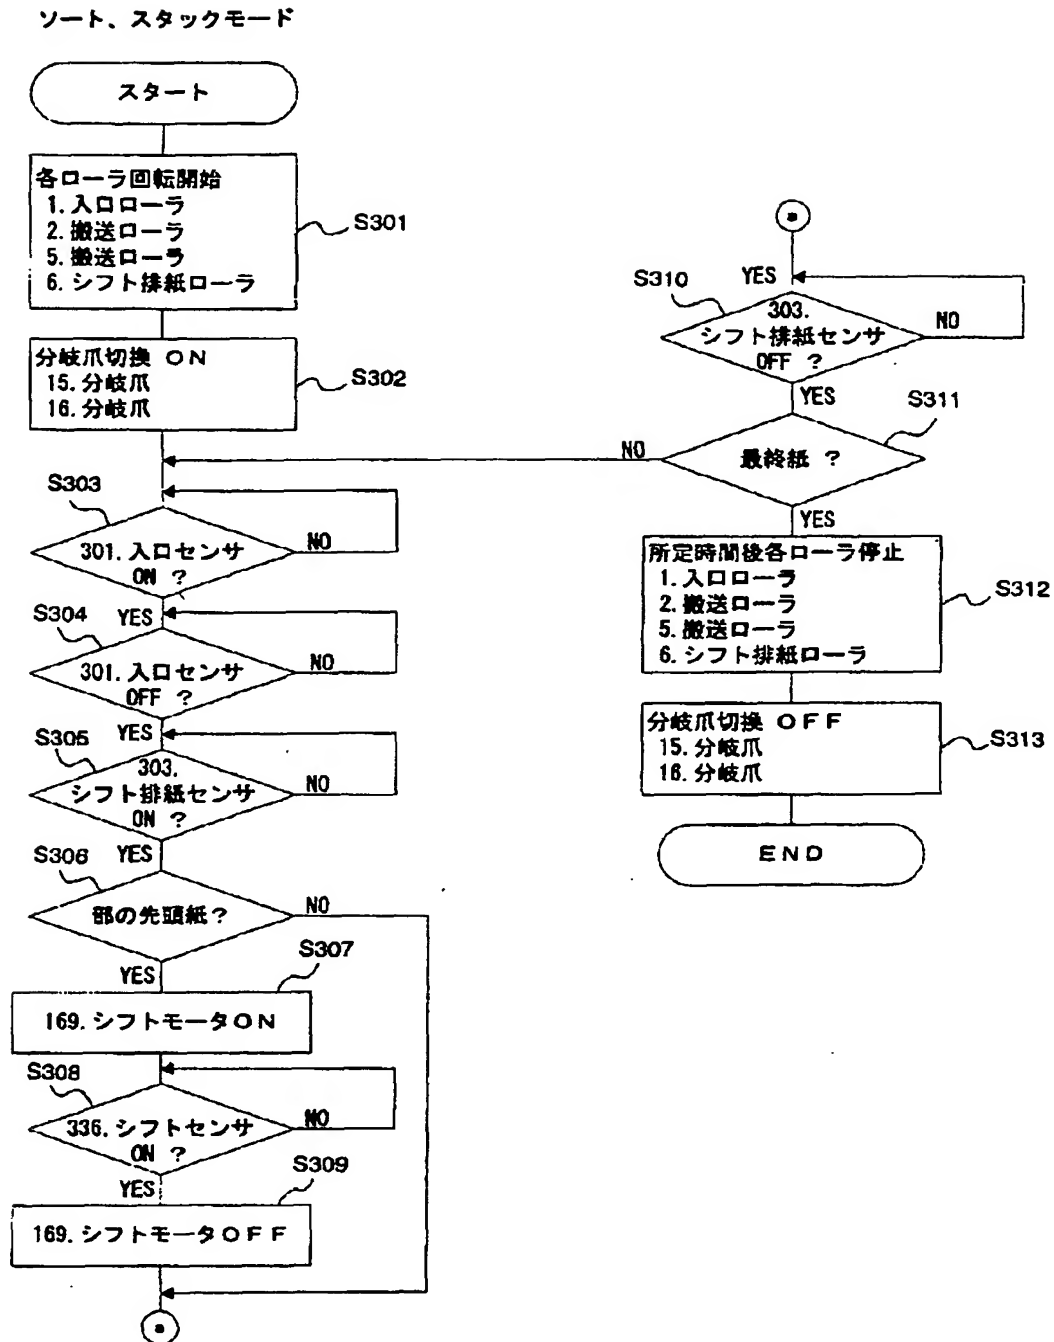 ソート、スタックモード
スタート
各ローラ回転開始
1.入口ローラ
2.搬送ローラ
5.搬送ローラ
6.シフト排紙ローラ
S301
分岐爪切換 ON
15.分岐爪
16.分岐爪
S302
S303
301.入口センサ
ON ?
NO
YES
S304
301.入口センサ
OFF ?
NO
YES
S305
303.
シフト排紙センサ
ON ?
NO
YES
S306
部の先頭紙?
NO
YES
S307
169.シフトモータON
S308
336.シフトセンサ
ON ?
NO
YES
S309
169.シフトモータOFF
a
a
YES
S310
303.
シフト排紙センサ
OFF ?
NO
YES
S311
最終紙 ?
NO
YES
所定時間後各ローラ停止
1.入口ローラ
2.搬送ローラ
5.搬送ローラ
6.シフト排紙ローラ
S312
分岐爪切換 OFF
15.分岐爪
16.分岐爪
S313
END